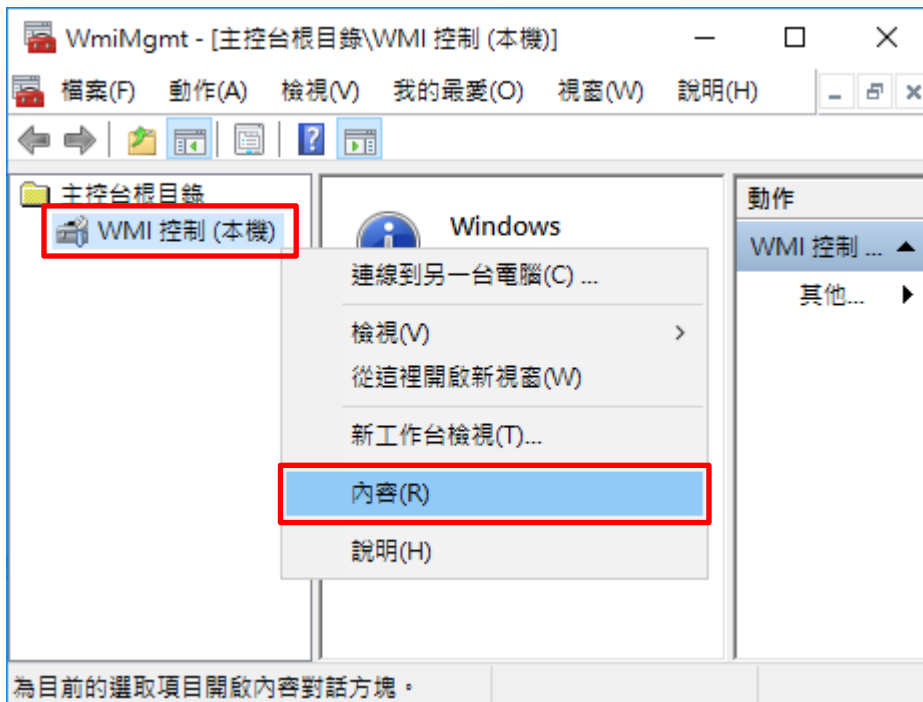 WmiMgmt - [主控台根目錄\WMI 控制 (本機)]
檔案(F) 動作(A) 檢視(V) 我的最愛(O) 視窗(W) 說明(H)
主控台根目錄
WMI 控制 (本機)
Windows
連線到另一台電腦(C) ...
檢視(V)
從這裡開啟新視窗(W)
新工作台檢視(T)...
內容(R)
說明(H)
動作
WMI 控制 ...
其他...
為目前的選取項目開啟內容對話方塊。